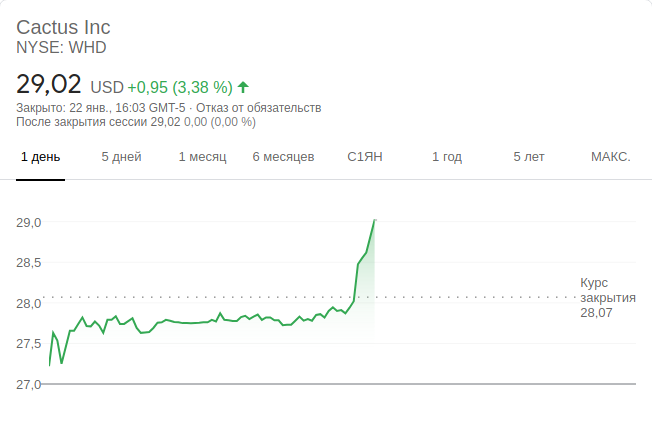 Cactus Inc
NYSE: WHD
29,02 USD +0,95 (3,38 %)
Закрыто: 22 янв., 16:03 GMT-5 · Отказ от обязательств
После закрытия сессии 29,02 0,00 (0,00 %)
1 день 5 дней 1 месяц 6 месяцев С1ЯН 1 год 5 лет МАКС.
29,0
28,5
Курс
28,0 закрытия
28,07
27,5
27,0